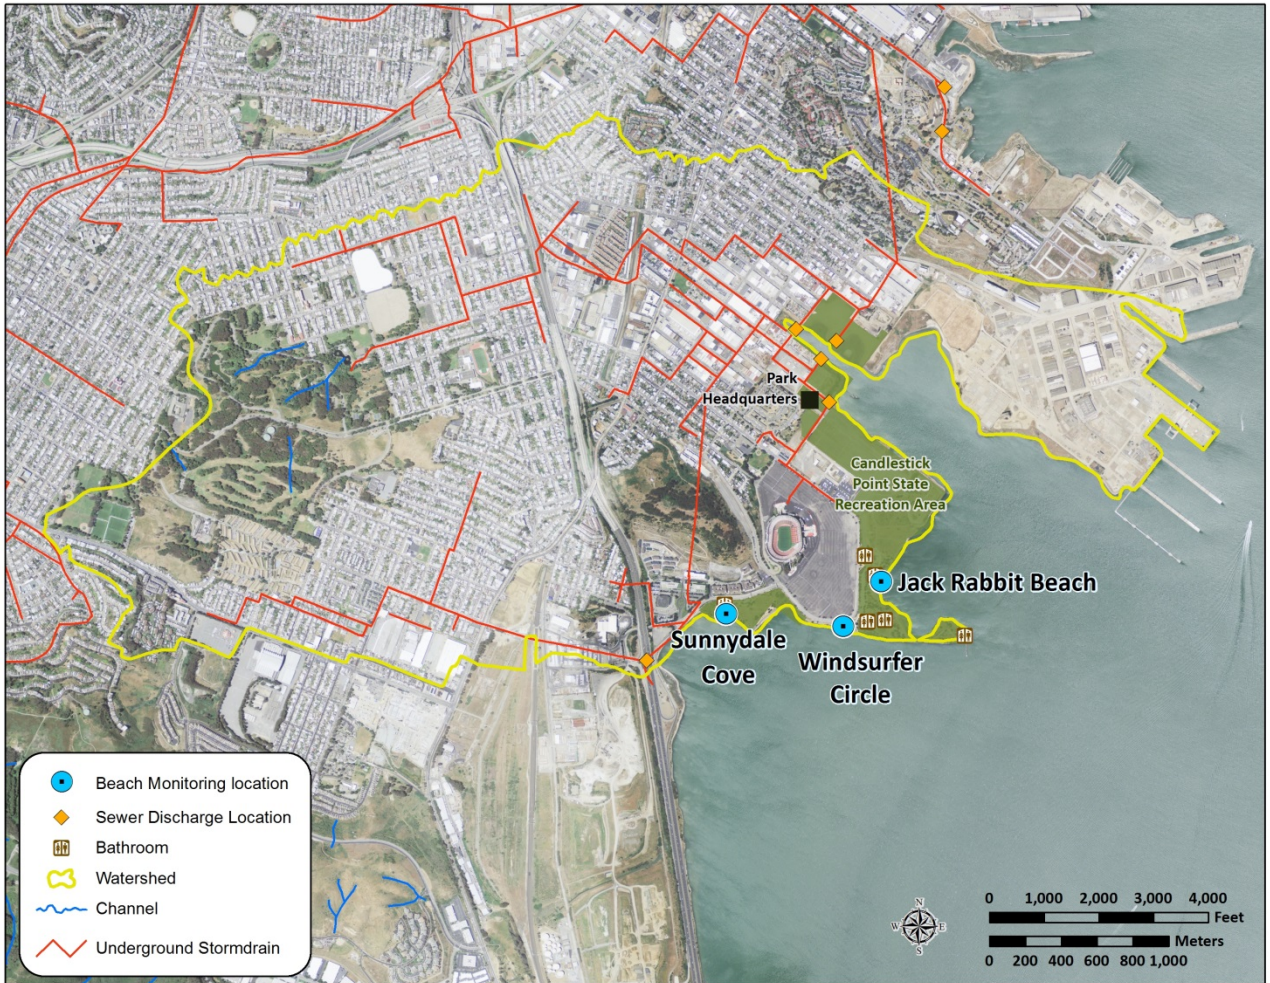 Park
Headquarters
Candlestick
Point State
Recreation Area
Jack Rabbit Beach
Sunnydale
Cove
Windsurfer
Circle
Beach Monitoring location
Sewer Discharge Location
Bathroom
Watershed
Channel
Underground Stormdrain
N
W
E
S
0 1,000 2,000 3,000 4,000
Feet
Meters
0 200 400 600 800 1,000